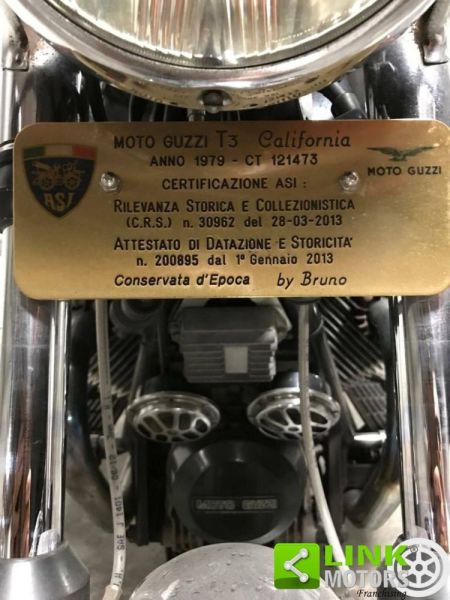 MOTO GUZZI T3 California
ANNO 1979 - CT 121473
CERTIFICAZIONE ASI :
RILEVANZA STORICA E COLLEZIONISTICA
(C.R.S.) n. 30962 del 28-03-2013
ATTESTATO DI DATAZIONE E STORICITA'
n. 200895 dal 1° Gennaio 2013
Conservata d'Epoca by Bruno
ASI
MOTO GUZZI
MOTO GUZZI
SAE J 1401
LINK
MOTORS
Franchising